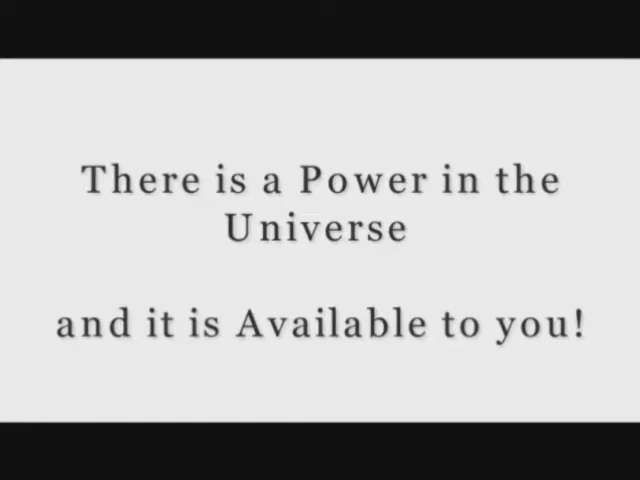 There is a Power in the
Universe
and it is Available to you!